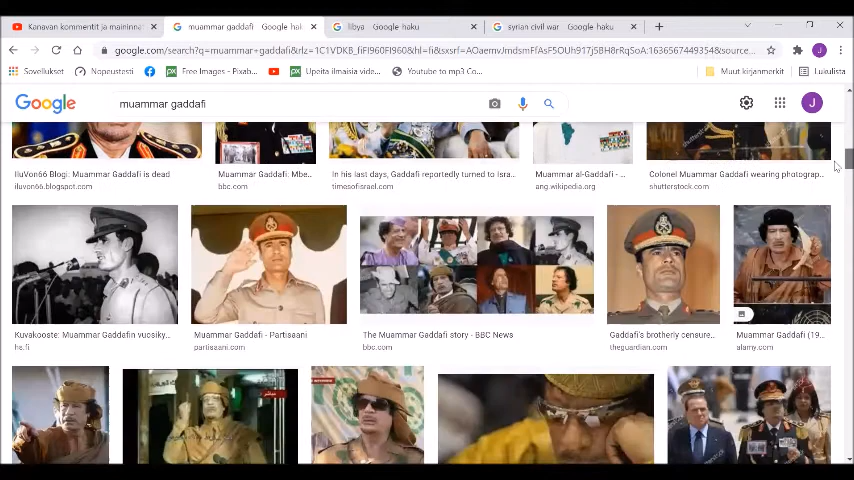 Kanavan kommentit ja maininnat
muammar gaddafi - Google-haku
libya - Google-haku
syrian civil war - Google-haku
google.com/search?q=muammar+gaddafi&rlz=1C1VDKB_fiFI960FI960&hl=fi&sxsrf=AOaemvJmdsmFfAsF5OUh917j5BH8rRqSoA:1636567449354&source...
Sovellukset
Nopeustesti
Free Images - Pixab...
Upeita ilmaisia video...
Youtube to mp3 Co...
Muut kirjanmerkit
Lukulista
Google
muammar gaddafi
J
IluVon66 Blogi: Muammar Gaddafi is dead
iluvon66.blogspot.com
Muammar Gaddafi: Mbe...
bbc.com
In his last days, Gaddafi reportedly turned to Isra...
timesofisrael.com
Muammar al-Gaddafi - ...
ang.wikipedia.org
Colonel Muammar Gaddafi wearing photograp...
shutterstock.com
Kuvakooste: Muammar Gaddafin vuosiky...
hs.fi
Muammar Gaddafi - Partisaani
partisaani.com
The Muammar Gaddafi story - BBC News
bbc.com
Gaddafi's brotherly censure...
theguardian.com
Muammar Gaddafi (19...
alamy.com